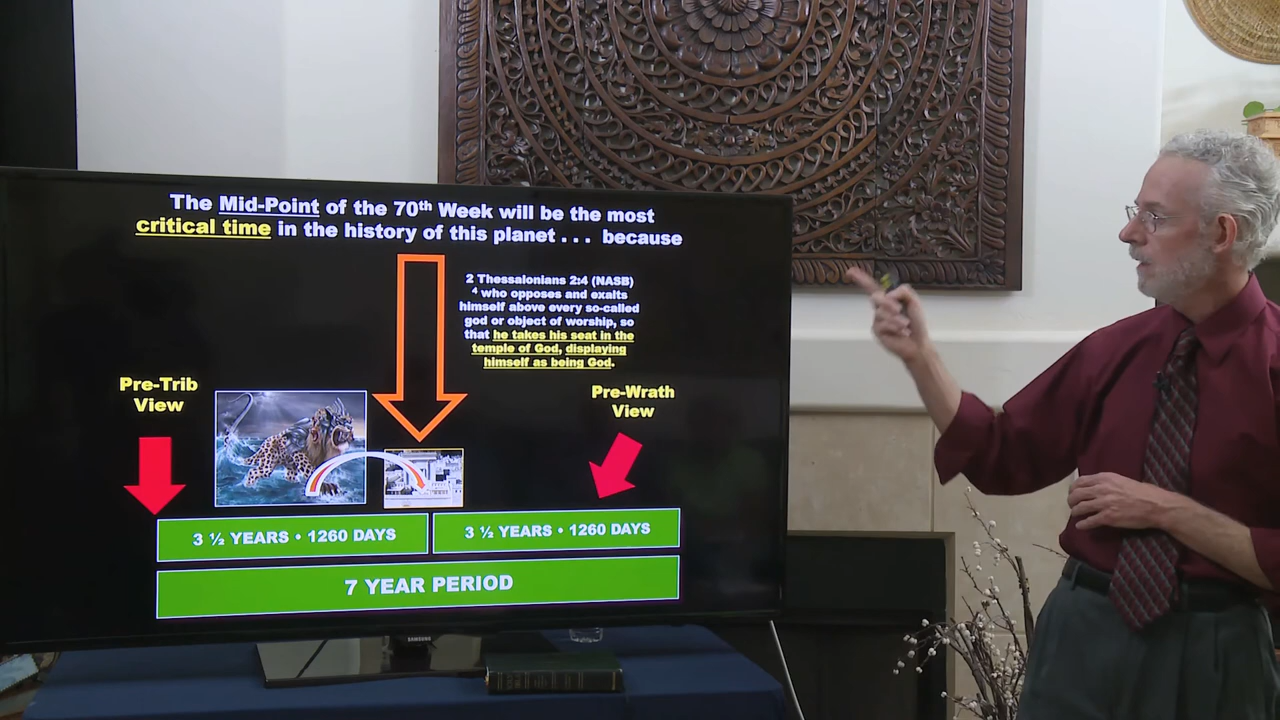 The Mid-Point of the 70th Week will be the most
critical time in the history of this planet . . . because
2 Thessalonians 2:4 (NASB)
4 who opposes and exalts
himself above every so-called
god or object of worship, so
that he takes his seat in the
temple of God, displaying
himself as being God.
Pre-Trib
View
Pre-Wrath
View
3 ½ YEARS • 1260 DAYS
3 ½ YEARS • 1260 DAYS
7 YEAR PERIOD
SAMSUNG